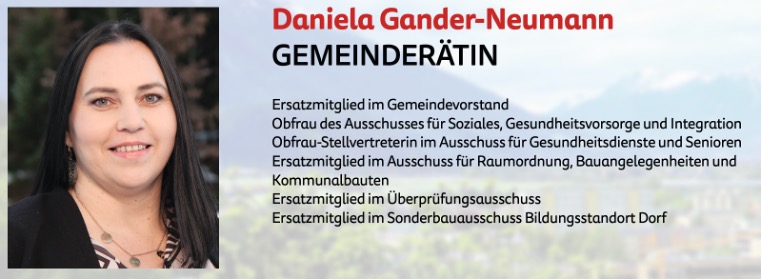 Daniela Gander-Neumann
GEMEINDERÄTIN
Ersatzmitglied im Gemeindevorstand
Obfrau des Ausschusses für Soziales, Gesundheitsvorsorge und Integration
Obfrau-Stellvertreterin im Ausschuss für Gesundheitsdienste und Senioren
Ersatzmitglied im Ausschuss für Raumordnung, Bauangelegenheiten und
Kommunalbauten
Ersatzmitglied im Überprüfungsausschuss
Ersatzmitglied im Sonderbauausschuss Bildungsstandort Dorf